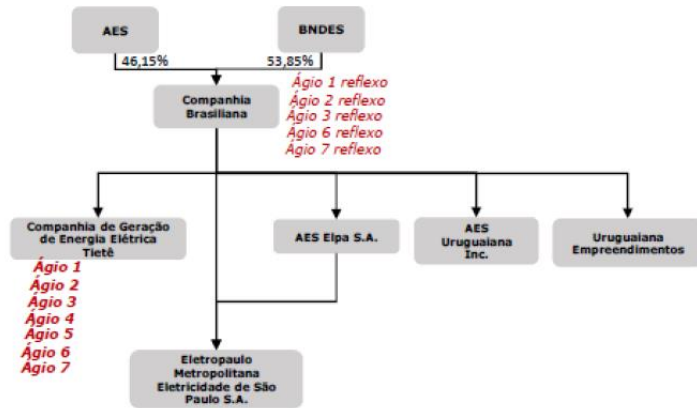 AES
BNDES
46,15%
53,85%
Companhia
Brasiliana
Ágio 1 reflexo
Ágio 2 reflexo
Ágio 3 reflexo
Ágio 6 reflexo
Ágio 7 reflexo
Companhia de Geração
de Energia Elétrica
Tietê
AES Elpa S.A.
AES
Uruguaiana
Inc.
Uruguaiana
Empreendimentos
Ágio 1
Ágio 2
Ágio 3
Ágio 4
Ágio 5
Ágio 6
Ágio 7
Eletropaulo
Metropolitana
Eletricidade de São
Paulo S.A.